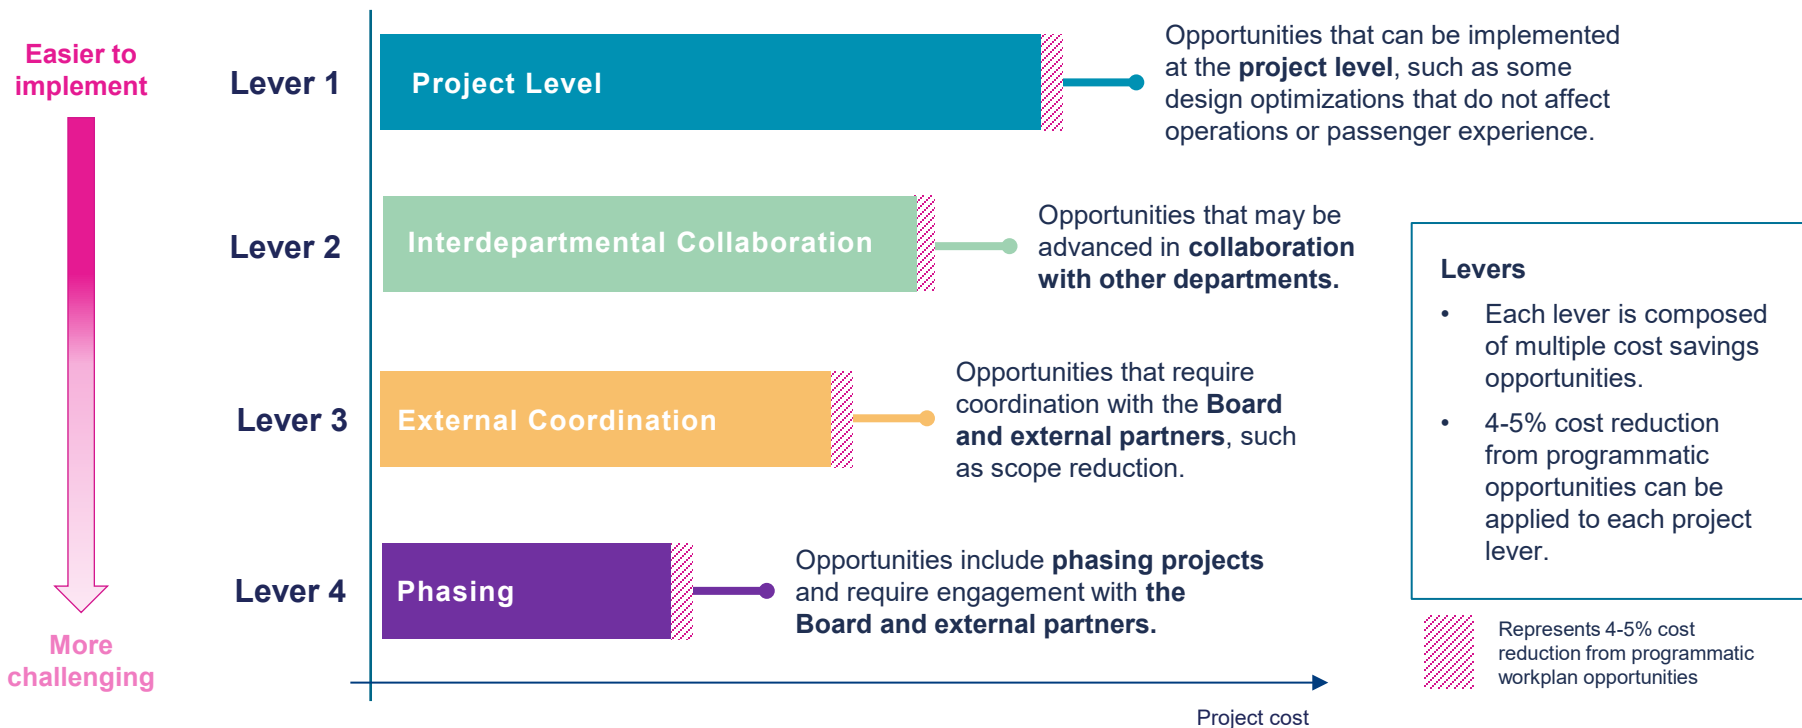 Easier to
implement
Lever 1
Project Level
Opportunities that can be implemented
at the project level, such as some
design optimizations that do not affect
operations or passenger experience.
Lever 2
Interdepartmental Collaboration
Opportunities that may be
advanced in collaboration
with other departments.
Lever 3
External Coordination
Opportunities that require
coordination with the Board
and external partners, such
as scope reduction.
Lever 4
Phasing
Opportunities include phasing projects
and require engagement with the
Board and external partners.
More
challenging
Project cost
Levers
• Each lever is composed
of multiple cost savings
opportunities.
• 4-5% cost reduction
from programmatic
opportunities can be
applied to each project
lever.
Represents 4-5% cost
reduction from programmatic
workplan opportunities